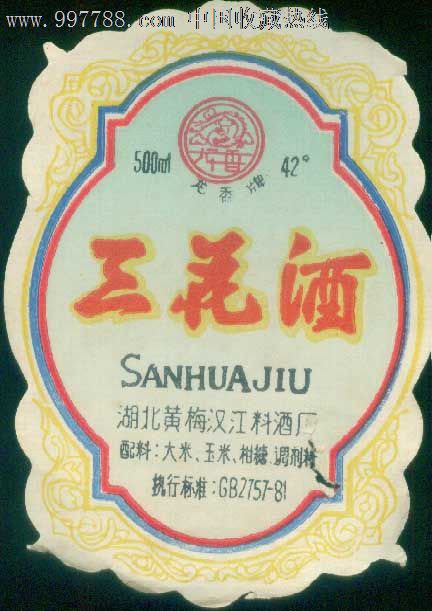 www.997788.com 中国收藏热线
500ml 42°
龙香牌
三花酒
SANHUAJIU
湖北黄梅汉江料酒厂
配料：大米、玉米、柑糖、调剂料
执行标准：GB2757-81